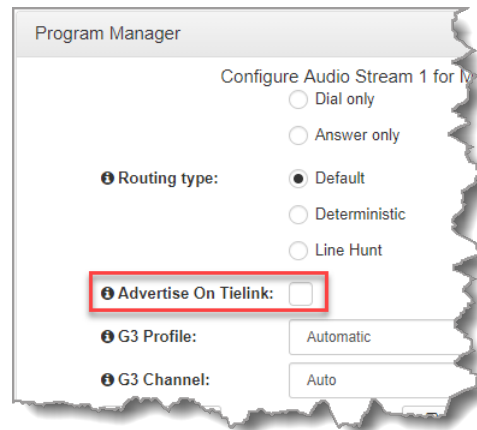 Program Manager
Configure Audio Stream 1 for
Dial only
Answer only
Routing type:
Default
Deterministic
Line Hunt
Advertise On Tielink:
G3 Profile:
Automatic
G3 Channel:
Auto